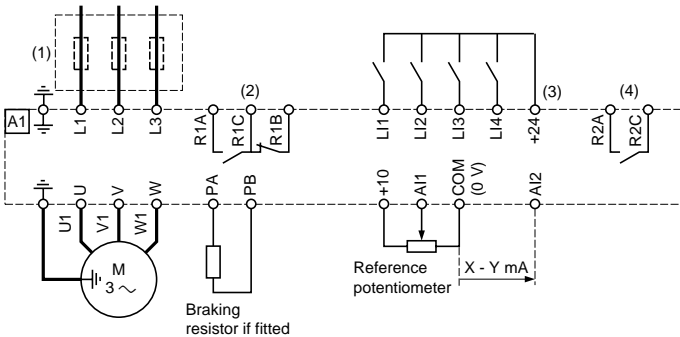 (1)
(2)
(3)
(4)
A1
L1
L2
L3
R1A
R1C
R1B
LI1
LI2
LI3
LI4
+24
R2A
R2C
U
V
W
PA
PB
+10
AI1
COM
(0 V)
AI2
U1
V1
W1
M
3 ~
Reference
potentiometer
X - Y mA
Braking
resistor if fitted